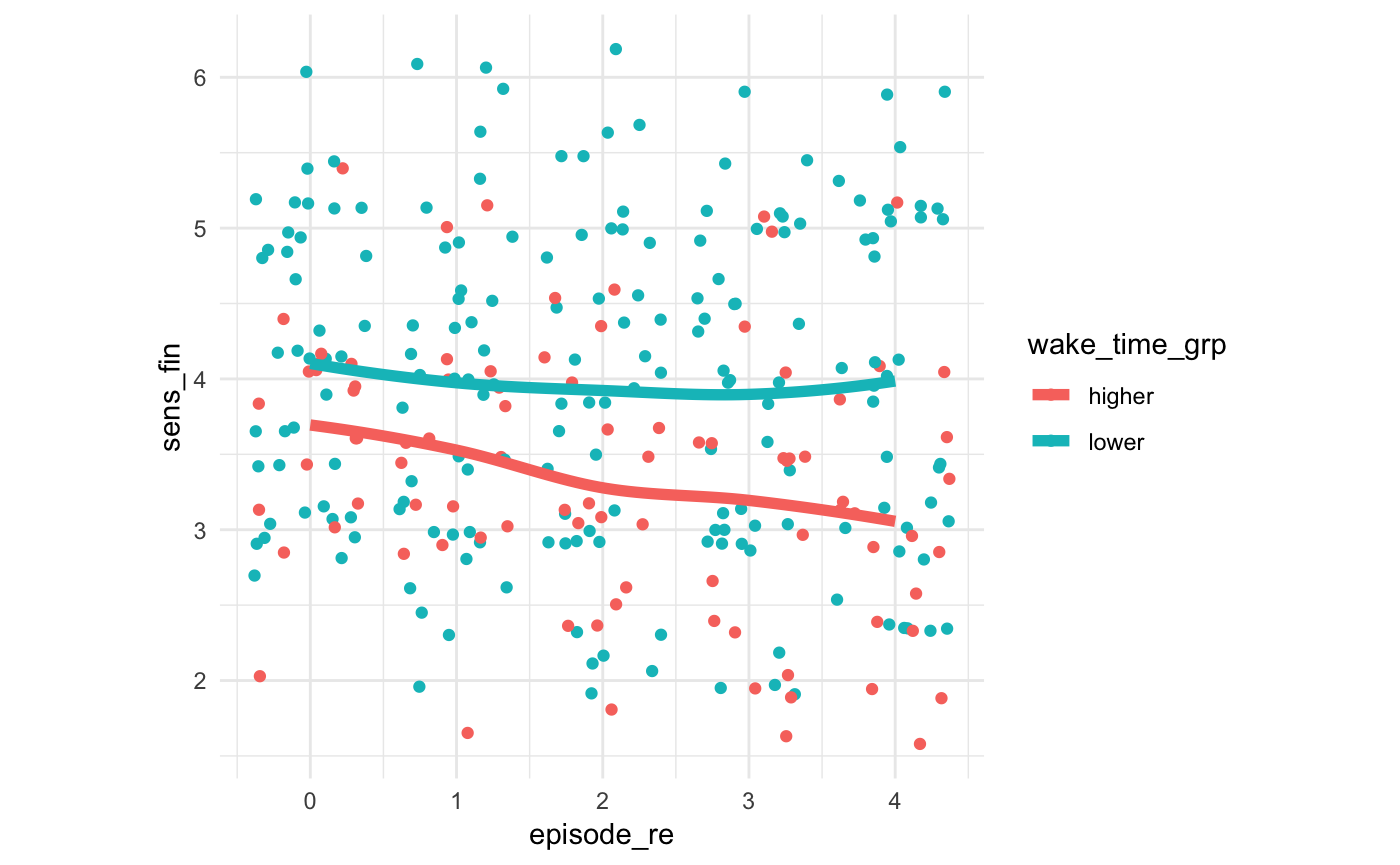 6
5
4
3
2
sens_fin
0 1 2 3 4
episode_re
wake_time_grp
higher
lower